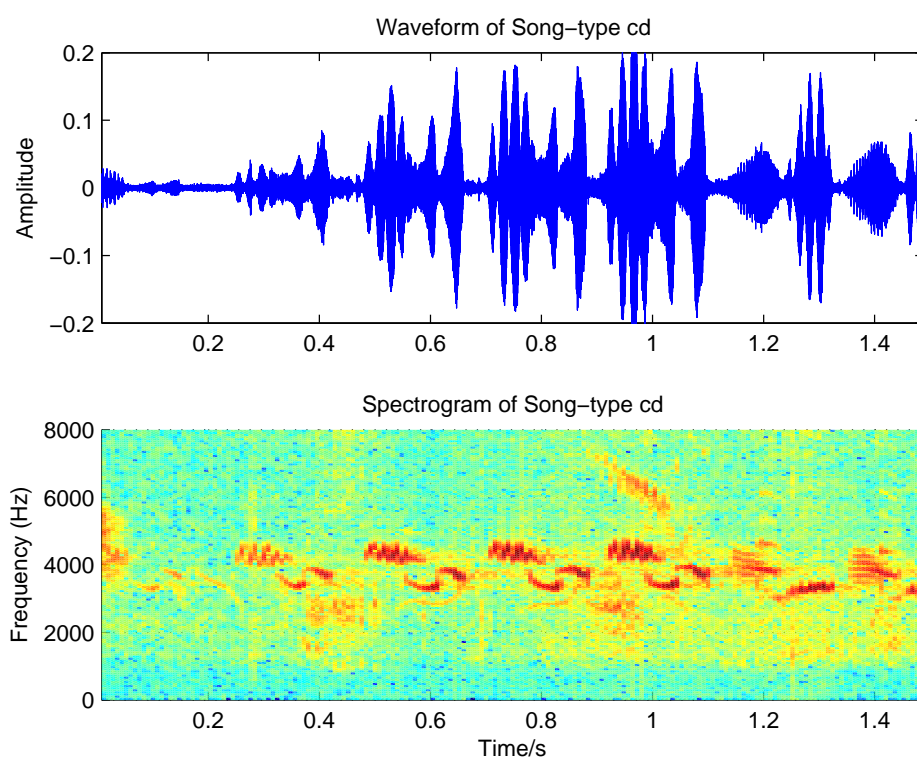 Waveform of Song−type cd
0.2
0.1
0
−0.1
−0.2
Amplitude
0.2 0.4 0.6 0.8 1 1.2 1.4
Spectrogram of Song−type cd
8000
6000
4000
2000
0
Frequency (Hz)
0.2 0.4 0.6 0.8 1 1.2 1.4
Time/s